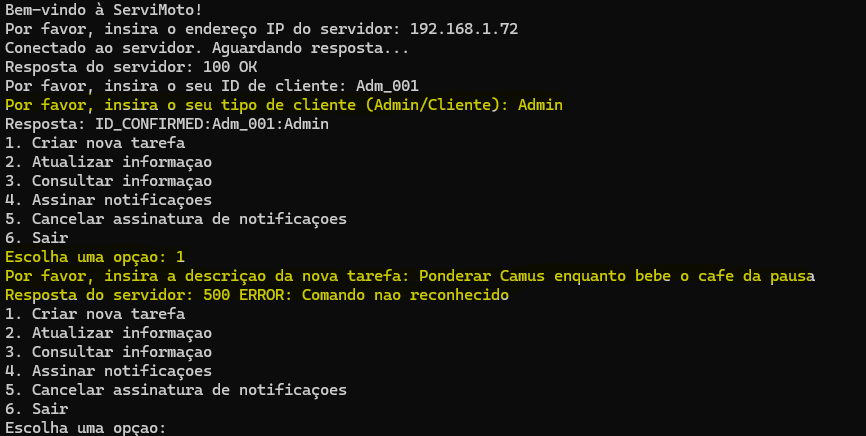 Bem-vindo à ServiMoto!
Por favor, insira o endereço IP do servidor: 192.168.1.72
Conectado ao servidor. Aguardando resposta...
Resposta do servidor: 100 OK
Por favor, insira o seu ID de cliente: Adm_001
Por favor, insira o seu tipo de cliente (Admin/Cliente): Admin
Resposta: ID_CONFIRMED:Adm_001:Admin
1. Criar nova tarefa
2. Atualizar informaçao
3. Consultar informaçao
4. Assinar notificaçoes
5. Cancelar assinatura de notificaçoes
6. Sair
Escolha uma opçao: 1
Por favor, insira a descriçao da nova tarefa: Ponderar Camus enquanto bebe o cafe da pausa
Resposta do servidor: 500 ERROR: Comando nao reconhecido
1. Criar nova tarefa
2. Atualizar informaçao
3. Consultar informaçao
4. Assinar notificaçoes
5. Cancelar assinatura de notificaçoes
6. Sair
Escolha uma opçao: